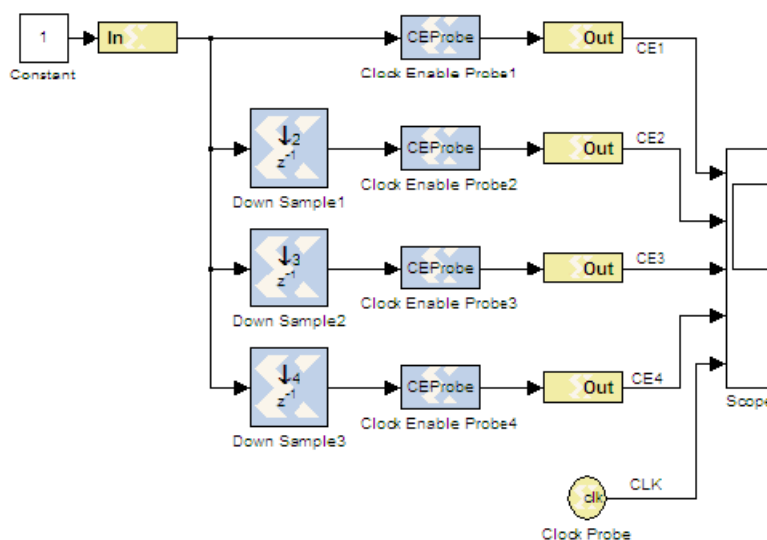 1
In
Constant
CEProbe
Out
CE1
Clock Enable Probe1
↓2
z-1
Down Sample1
CEProbe
Out
CE2
Clock Enable Probe2
↓3
z-1
Down Sample2
CEProbe
Out
CE3
Clock Enable Probe3
↓4
z-1
Down Sample3
CEProbe
Out
CE4
Clock Enable Probe4
Scope
clk
CLK
Clock Probe